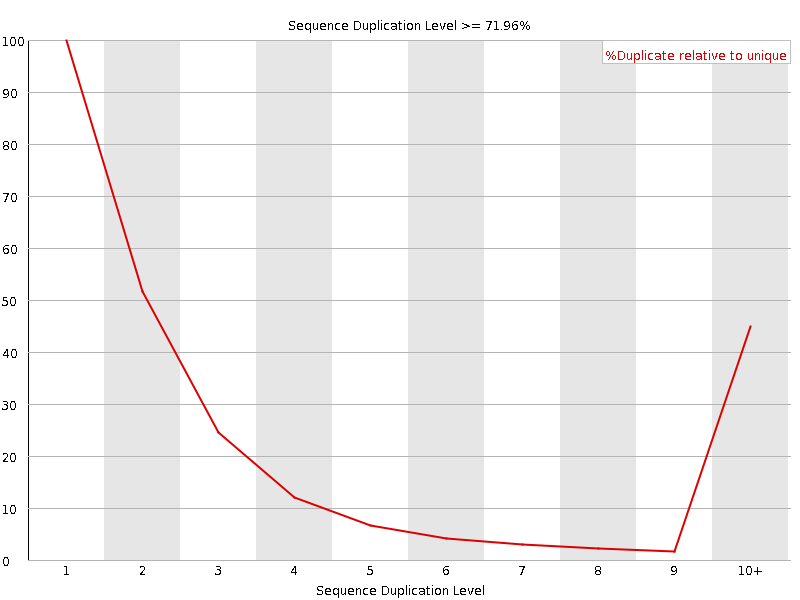 Sequence Duplication Level >= 71.96%
%Duplicate relative to unique
100
90
80
70
60
50
40
30
20
10
0
1 2 3 4 5 6 7 8 9 10+
Sequence Duplication Level